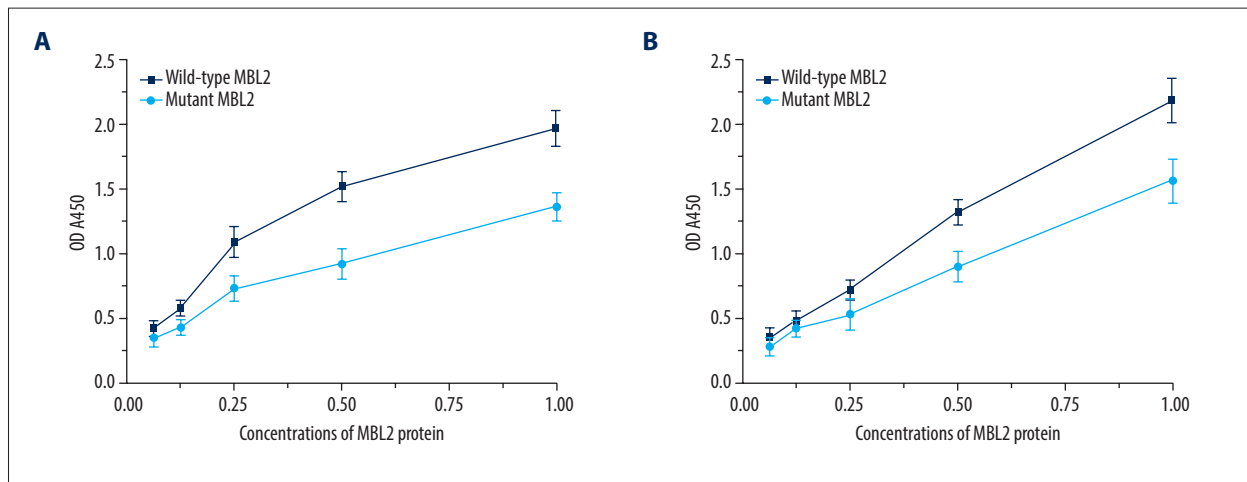 A
2.5
2.0
1.5
1.0
0.5
0.0
OD A450
Wild-type MBL2
Mutant MBL2
0.00 0.25 0.50 0.75 1.00
Concentrations of MBL2 protein
B
2.5
2.0
1.5
1.0
0.5
0.0
OD A450
Wild-type MBL2
Mutant MBL2
0.00 0.25 0.50 0.75 1.00
Concentrations of MBL2 protein